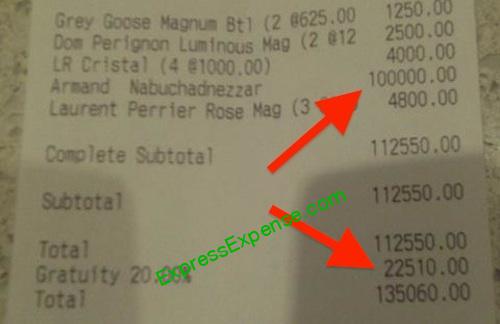 Grey Goose Magnum Btl (2 @625.00 1250.00
Dom Perignon Luminous Mag (2 @12 2500.00
LR Cristal (4 @1000.00) 4000.00
Armand Nabuchadnezzar 100000.00
Laurent Perrier Rose Mag (3 4800.00
Complete Subtotal 112550.00
Subtotal 112550.00
Total 112550.00
Gratuity 20.00% 22510.00
Total 135060.00
ExpressExpense.com